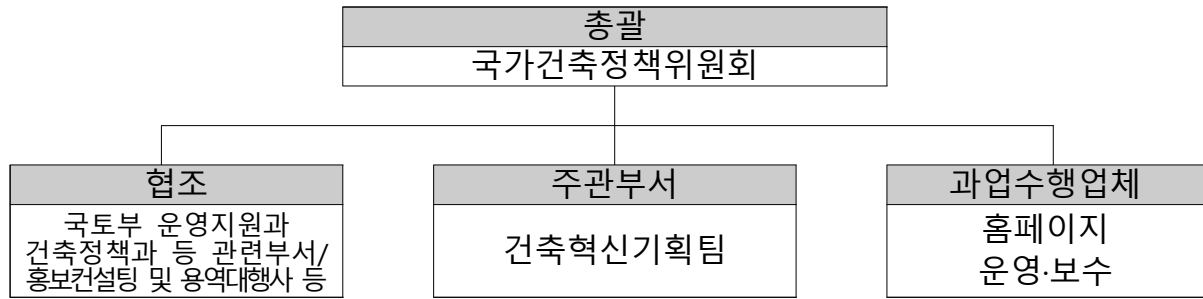 총괄
국가건축정책위원회
협조
국토부 운영지원과
건축정책과 등 관련부서/
홍보컨설팅 및 용역대행사 등
주관부서
건축혁신기획팀
과업수행업체
홈페이지
운영·보수